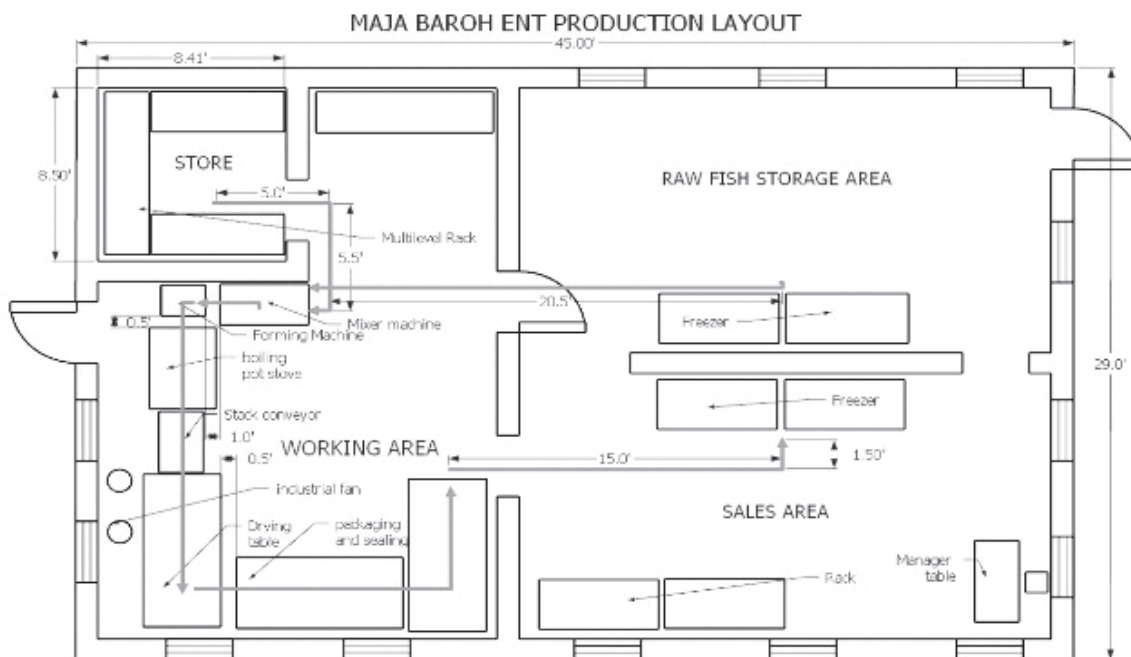 MAJA BAROH ENT PRODUCTION LAYOUT
45.00'
8.41'
8.50'
STORE
RAW FISH STORAGE AREA
5.0'
Multilevel Rack
5.5'
20.5'
Mixer machine
Freezer
0.5'
Forming Machine
boiling
pot stove
29.0'
Freezer
Stack conveyor
1.0'
WORKING AREA
15.0'
1.50'
0.5'
industrial fan
SALES AREA
Drying
table
packaging
and sealing
Manager
table
Rack